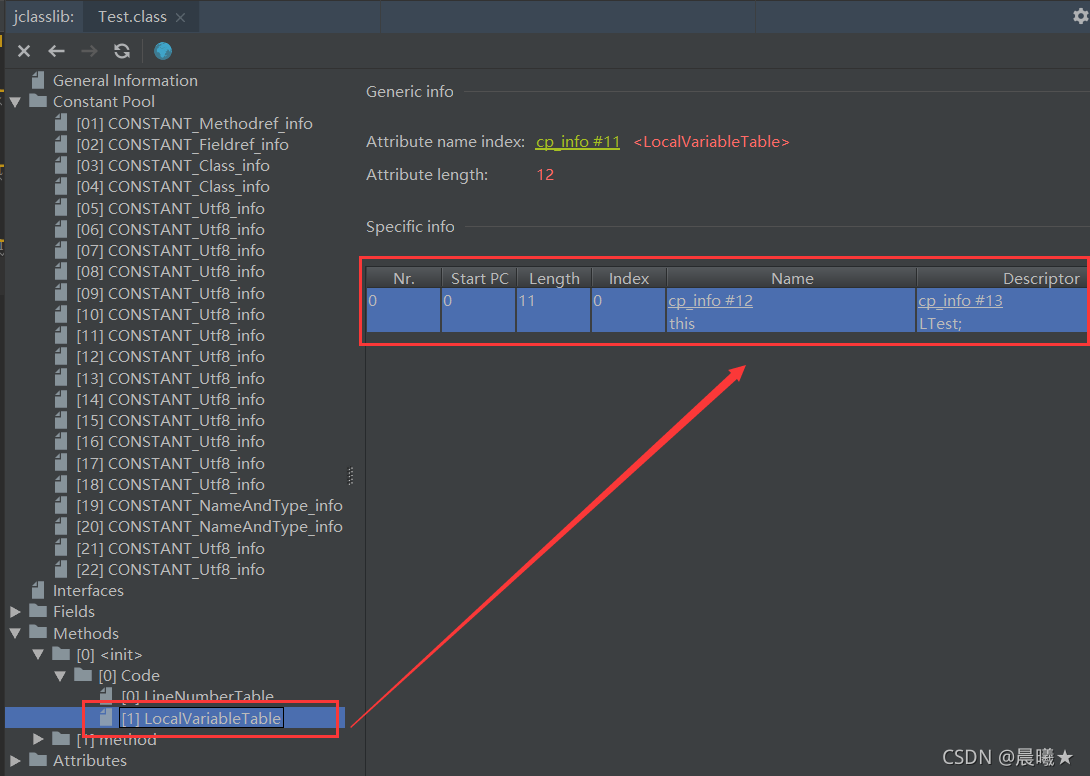 jclasslib: Test.class
General Information
Constant Pool
[01] CONSTANT_Methodref_info
[02] CONSTANT_Fieldref_info
[03] CONSTANT_Class_info
[04] CONSTANT_Class_info
[05] CONSTANT_Utf8_info
[06] CONSTANT_Utf8_info
[07] CONSTANT_Utf8_info
[08] CONSTANT_Utf8_info
[09] CONSTANT_Utf8_info
[10] CONSTANT_Utf8_info
[11] CONSTANT_Utf8_info
[12] CONSTANT_Utf8_info
[13] CONSTANT_Utf8_info
[14] CONSTANT_Utf8_info
[15] CONSTANT_Utf8_info
[16] CONSTANT_Utf8_info
[17] CONSTANT_Utf8_info
[18] CONSTANT_Utf8_info
[19] CONSTANT_NameAndType_info
[20] CONSTANT_NameAndType_info
[21] CONSTANT_Utf8_info
[22] CONSTANT_Utf8_info
Interfaces
Fields
Methods
[0] <init>
[0] Code
[0] LineNumberTable
[1] LocalVariableTable
[1] method
Attributes
Generic info
Attribute name index: cp_info #11 <LocalVariableTable>
Attribute length: 12
Specific info
Nr. Start PC Length Index Name Descriptor
0 0 11 0 cp_info #12 cp_info #13
this LTest;
CSDN @晨曦★